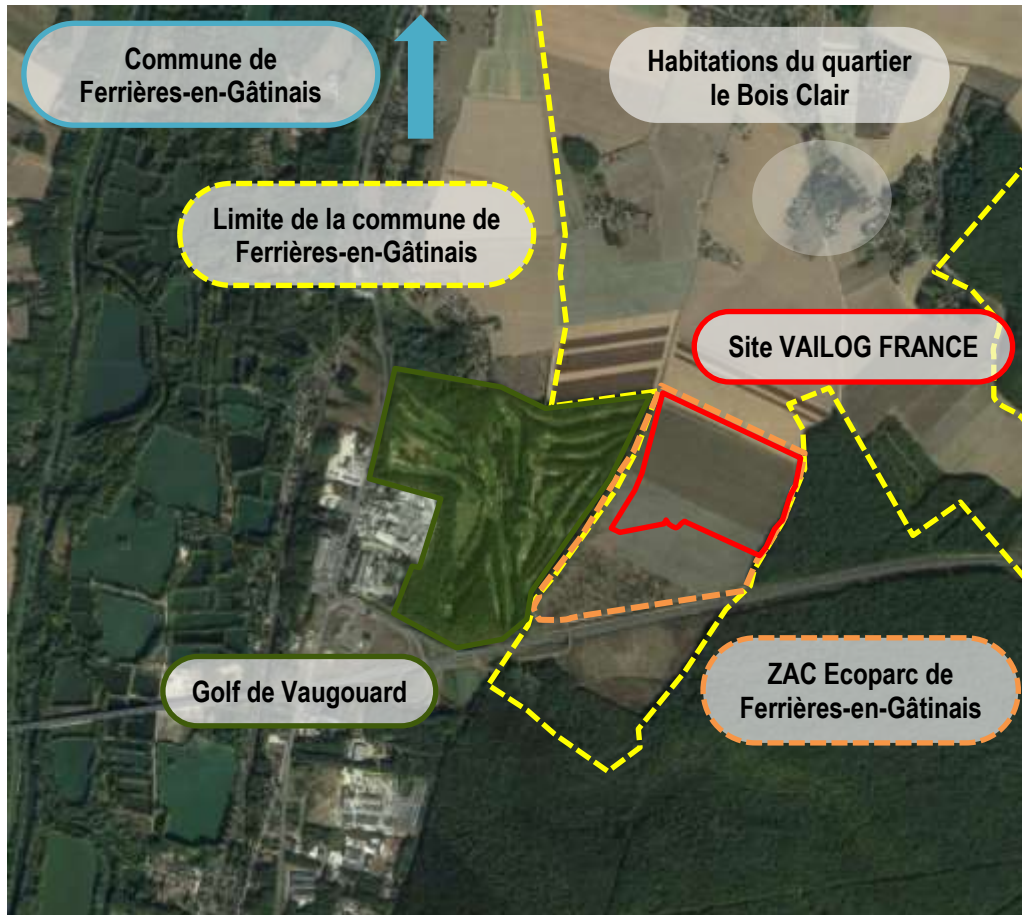 Commune de
Ferrières-en-Gâtinais
Habitations du quartier
le Bois Clair
Limite de la commune de
Ferrières-en-Gâtinais
Site VAILOG FRANCE
Golf de Vaugouard
ZAC Ecoparc de
Ferrières-en-Gâtinais